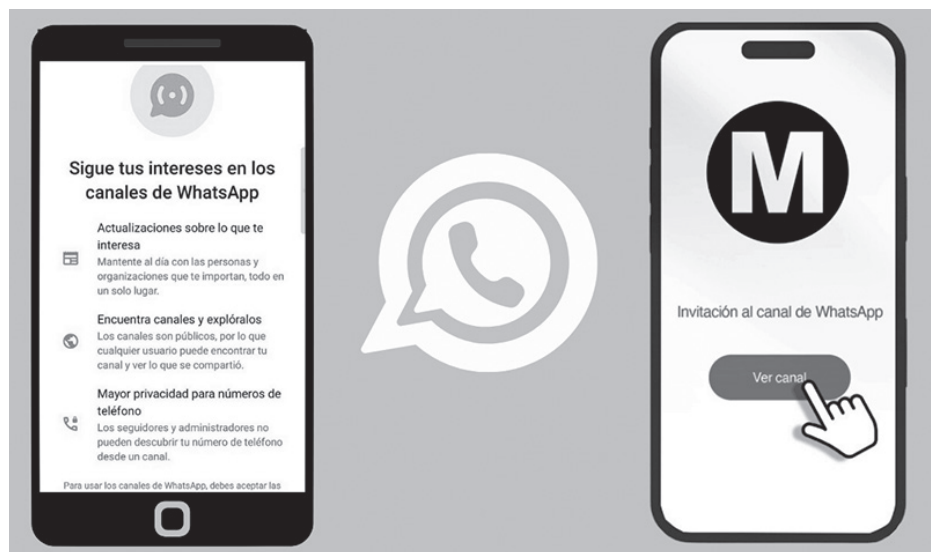 Sigue tus intereses en los
canales de WhatsApp
Actualizaciones sobre lo que te
interesa
Mantente al día con las personas y
organizaciones que te importan, todo en
un solo lugar.
Encuentra canales y explóralos
Los canales son públicos, por lo que
cualquier usuario puede encontrar tu
canal y ver lo que se compartió.
Mayor privacidad para números de
teléfono
Los seguidores y administradores no
pueden descubrir tu número de teléfono
desde un canal.
Para usar los canales de WhatsApp, debes aceptar las
M
Invitación al canal de WhatsApp
Ver canal